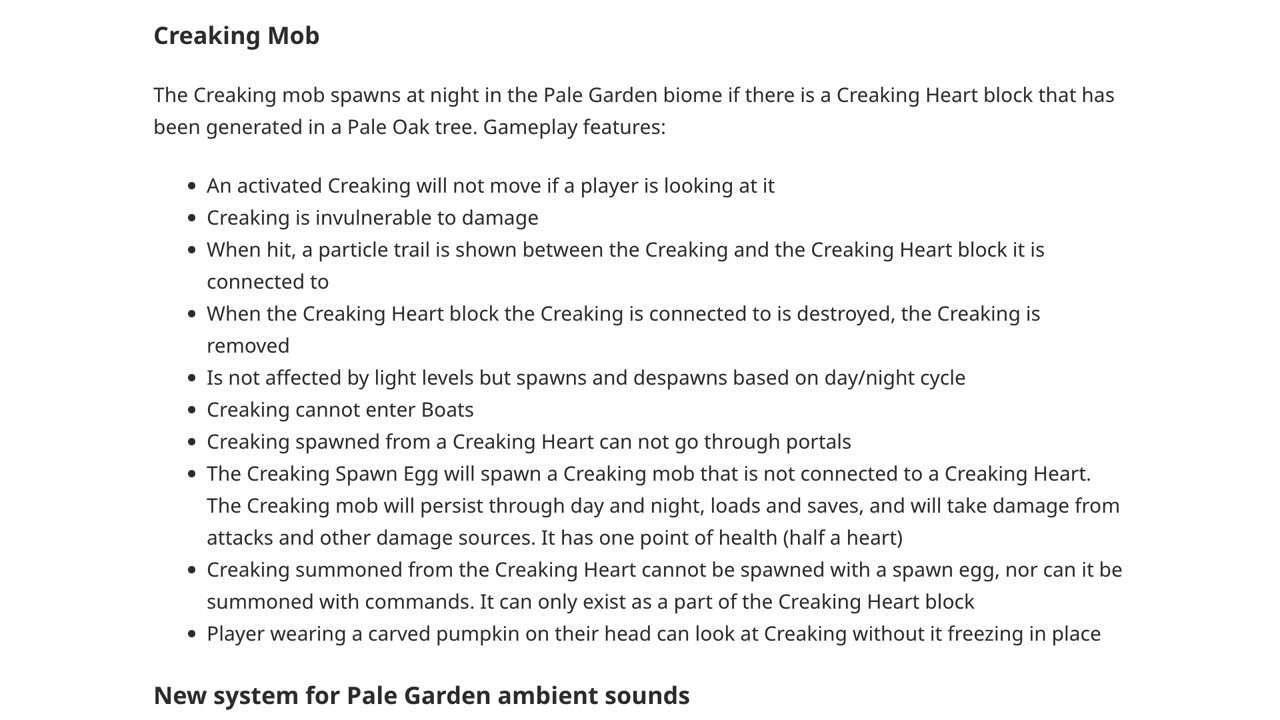 Creaking Mob
The Creaking mob spawns at night in the Pale Garden biome if there is a Creaking Heart block that has
been generated in a Pale Oak tree. Gameplay features:
• An activated Creaking will not move if a player is looking at it
• Creaking is invulnerable to damage
• When hit, a particle trail is shown between the Creaking and the Creaking Heart block it is
connected to
• When the Creaking Heart block the Creaking is connected to is destroyed, the Creaking is
removed
• Is not affected by light levels but spawns and despawns based on day/night cycle
• Creaking cannot enter Boats
• Creaking spawned from a Creaking Heart can not go through portals
• The Creaking Spawn Egg will spawn a Creaking mob that is not connected to a Creaking Heart.
The Creaking mob will persist through day and night, loads and saves, and will take damage from
attacks and other damage sources. It has one point of health (half a heart)
• Creaking summoned from the Creaking Heart cannot be spawned with a spawn egg, nor can it be
summoned with commands. It can only exist as a part of the Creaking Heart block
• Player wearing a carved pumpkin on their head can look at Creaking without it freezing in place
New system for Pale Garden ambient sounds